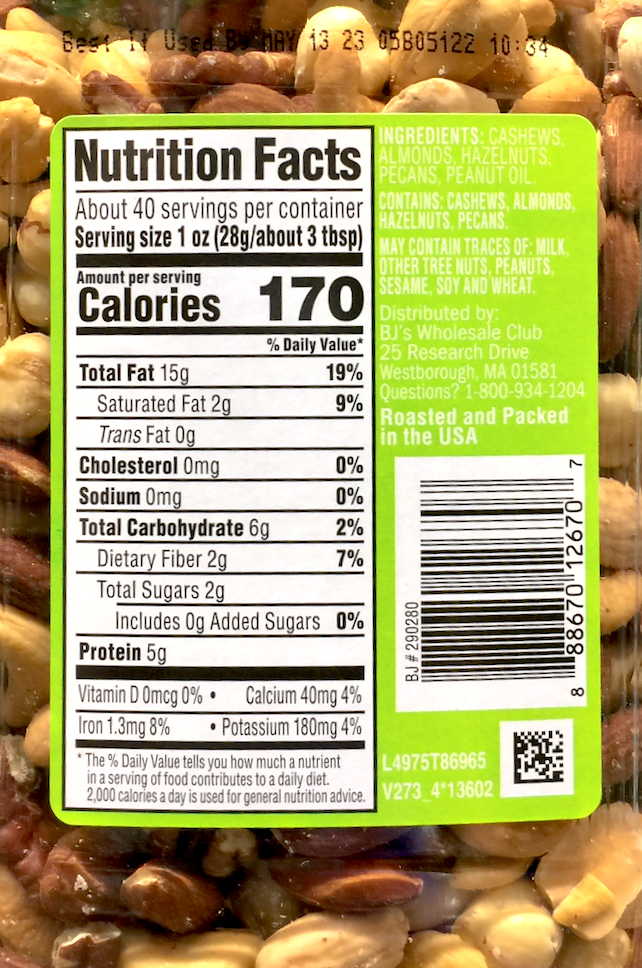 Best If Used By MAY 13 23 05B05122 10:34
Nutrition Facts
About 40 servings per container
Serving size 1 oz (28g/about 3 tbsp)
Amount per serving
Calories 170
% Daily Value*
Total Fat 15g 19%
Saturated Fat 2g 9%
Trans Fat 0g
Cholesterol 0mg 0%
Sodium 0mg 0%
Total Carbohydrate 6g 2%
Dietary Fiber 2g 7%
Total Sugars 2g
Includes 0g Added Sugars 0%
Protein 5g
Vitamin D 0mcg 0% • Calcium 40mg 4%
Iron 1.3mg 8% • Potassium 180mg 4%
* The % Daily Value tells you how much a nutrient
in a serving of food contributes to a daily diet.
2,000 calories a day is used for general nutrition advice.
INGREDIENTS: CASHEWS,
ALMONDS, HAZELNUTS,
PECANS, PEANUT OIL.
CONTAINS: CASHEWS, ALMONDS,
HAZELNUTS, PECANS.
MAY CONTAIN TRACES OF: MILK,
OTHER TREE NUTS, PEANUTS,
SESAME, SOY AND WHEAT.
Distributed by:
BJ's Wholesale Club
25 Research Drive
Westborough, MA 01581
Questions? 1-800-934-1204
Roasted and Packed
in the USA
BJ # 290280
8 88670 12670 7
L4975T86965
V273_4*13602